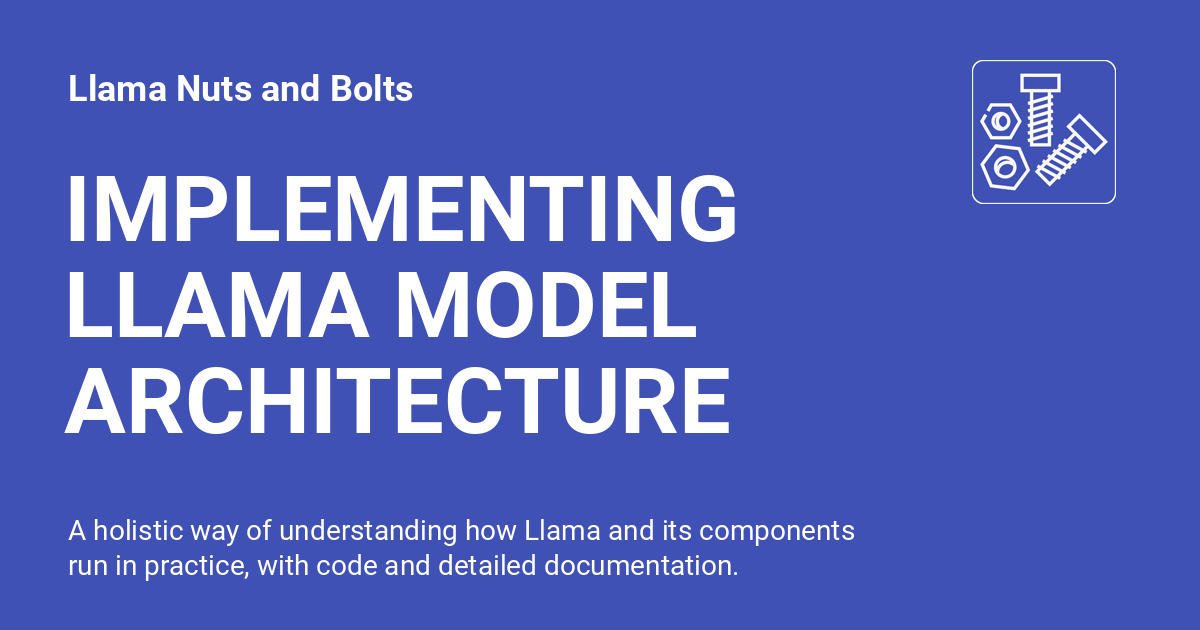 Llama Nuts and Bolts
IMPLEMENTING
LLAMA MODEL
ARCHITECTURE
A holistic way of understanding how Llama and its components
run in practice, with code and detailed documentation.